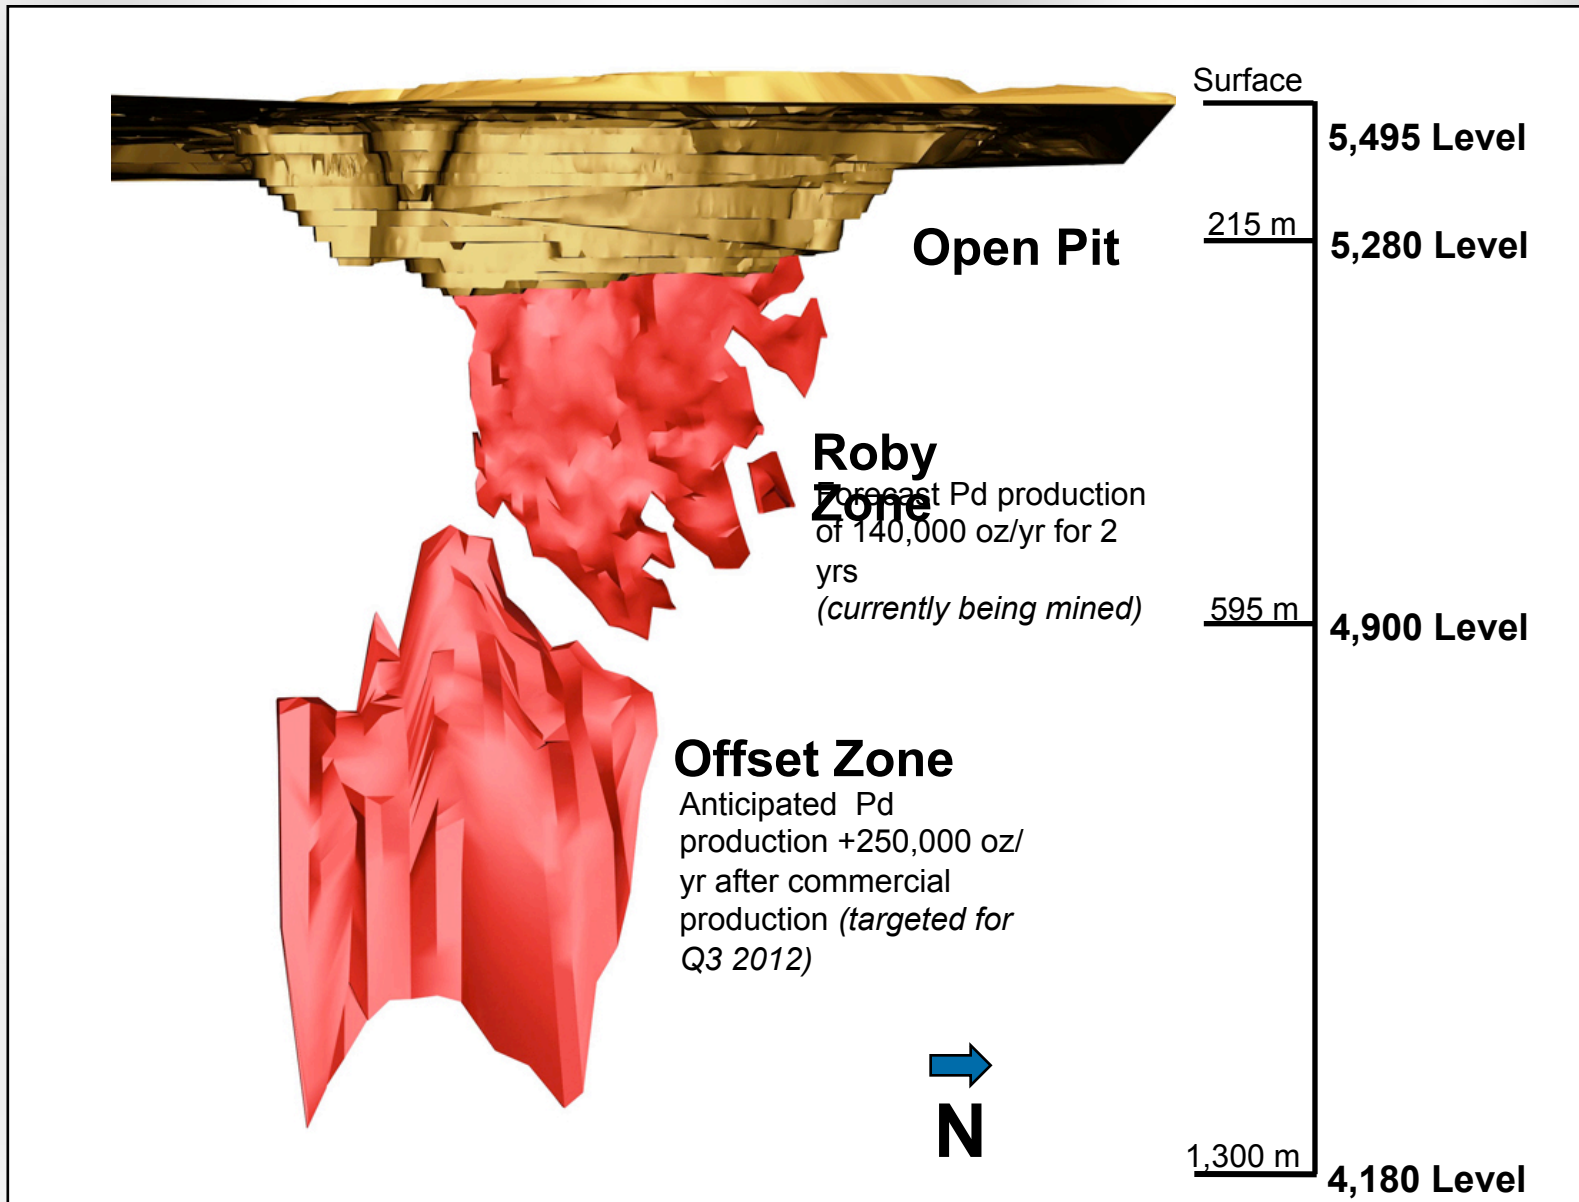 Surface
5,495 Level
215 m
5,280 Level
Open Pit
Roby
Zone
Forecast Pd production
of 140,000 oz/yr for 2
yrs
(currently being mined)
595 m
4,900 Level
Offset Zone
Anticipated  Pd
production +250,000 oz/
yr after commercial
production (targeted for
Q3 2012)
N
1,300 m
4,180 Level